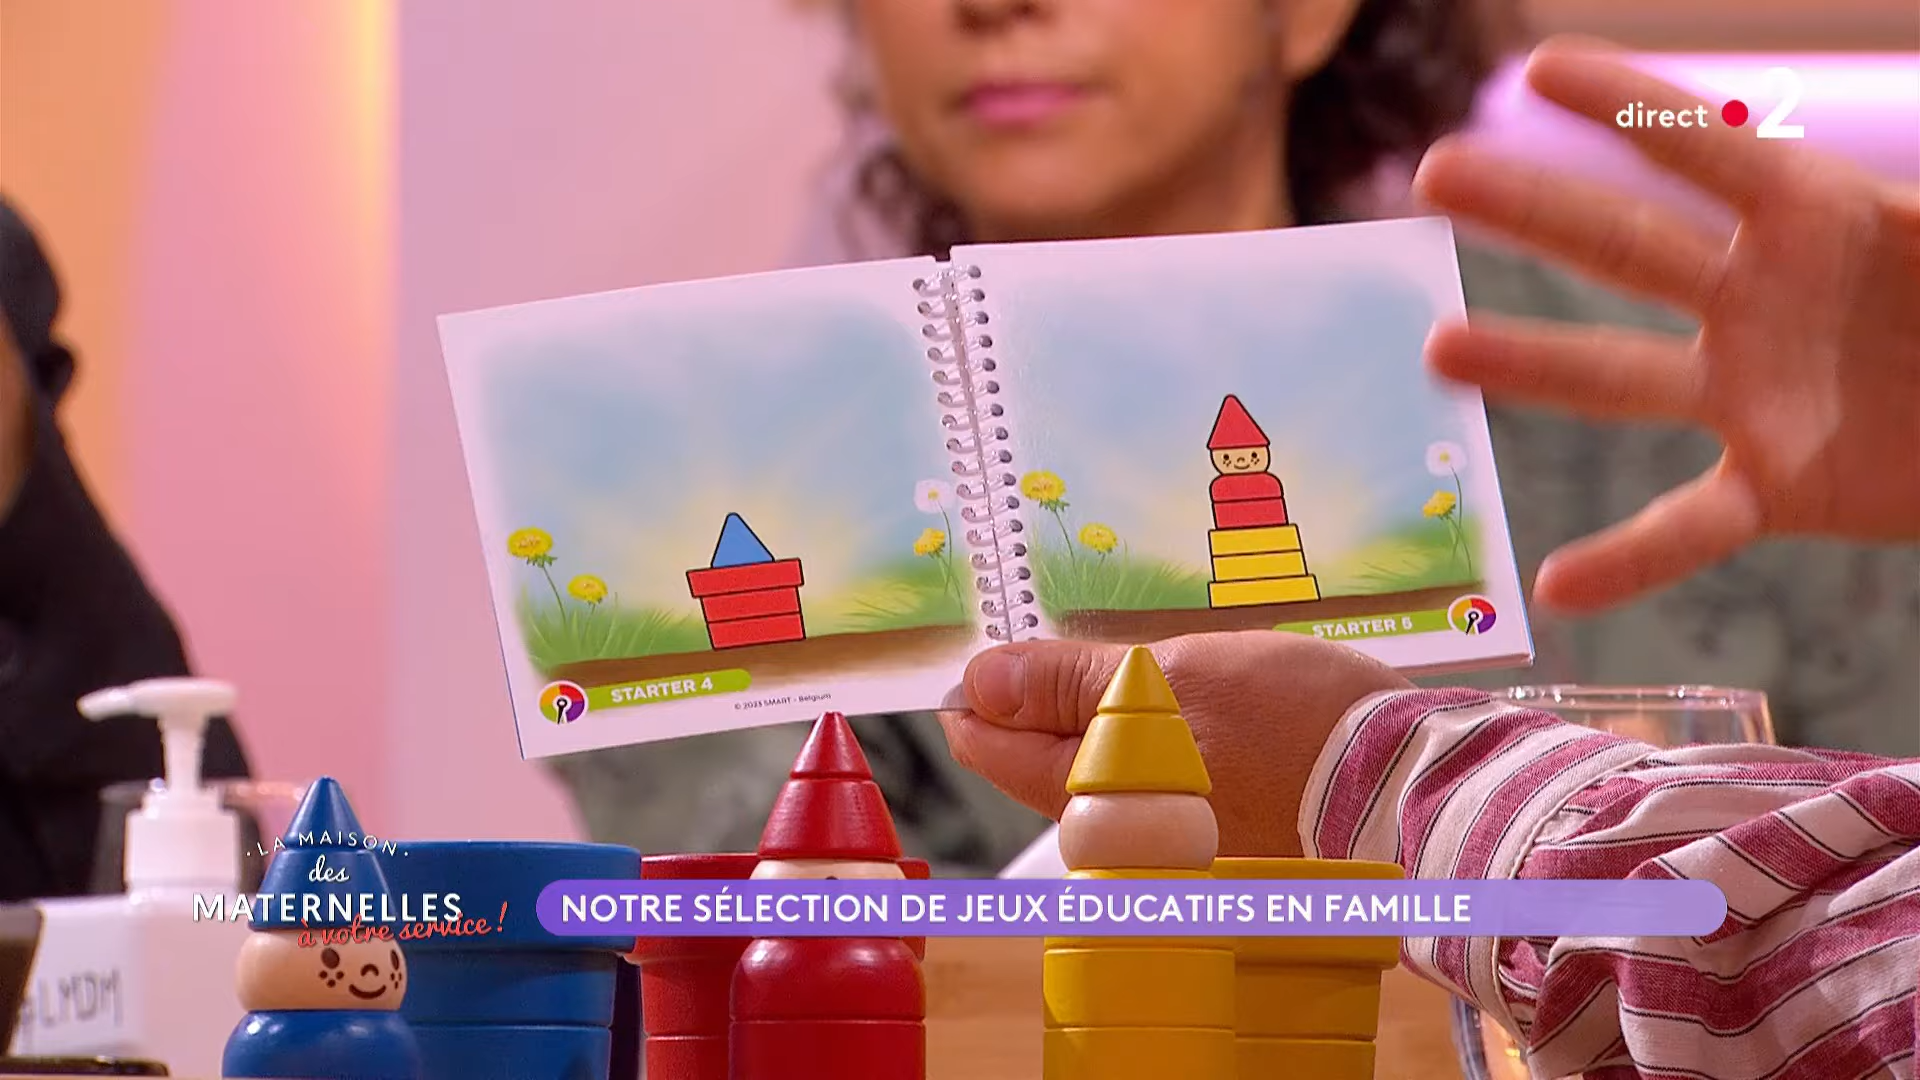 direct 2
STARTER 5
STARTER 4
© 2023 SMART - Belgium
· LA MAISON ·
des
MATERNELLES
à votre service !
NOTRE SÉLECTION DE JEUX ÉDUCATIFS EN FAMILLE
#LMDM